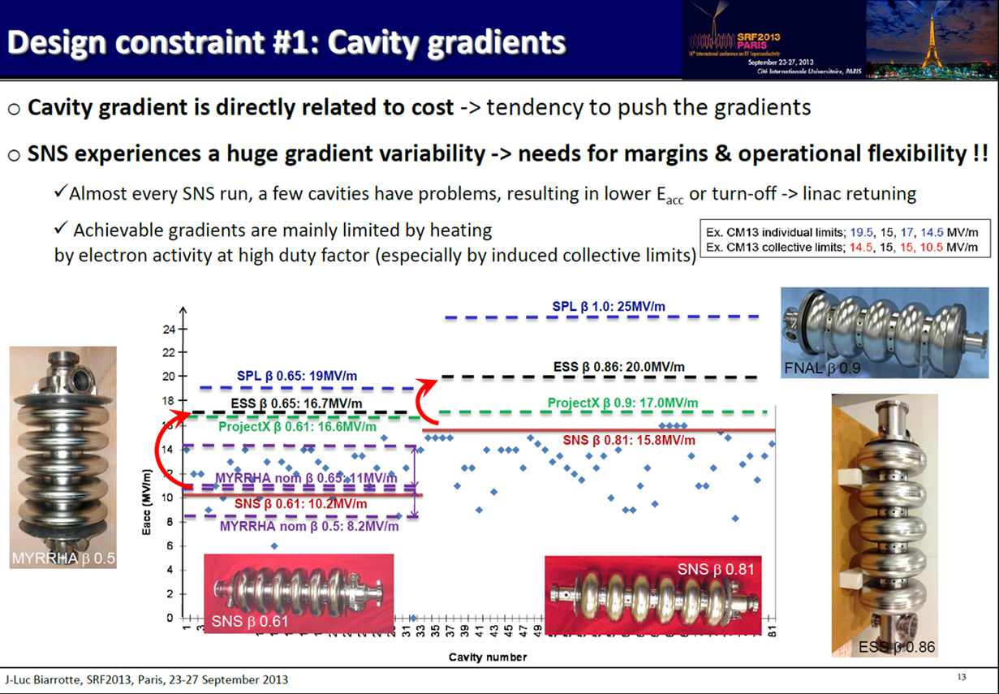 Design constraint #1: Cavity gradients
SRF2013
PARIS
16th International conference on RF Superconductivity
September 23-27, 2013
Cité Internationale Universitaire, PARIS
o Cavity gradient is directly related to cost -> tendency to push the gradients
o SNS experiences a huge gradient variability -> needs for margins & operational flexibility !!
✓Almost every SNS run, a few cavities have problems, resulting in lower Eacc or turn-off -> linac retuning
✓ Achievable gradients are mainly limited by heating
by electron activity at high duty factor (especially by induced collective limits)
Ex. CM13 individual limits; 19.5, 15, 17, 14.5 MV/m
Ex. CM13 collective limits; 14.5, 15, 15, 10.5 MV/m
SPL β 1.0: 25MV/m
ESS β 0.86: 20.0MV/m
SPL β 0.65: 19MV/m
ESS β 0.65: 16.7MV/m
ProjectX β 0.9: 17.0MV/m
ProjectX β 0.61: 16.6MV/m
SNS β 0.81: 15.8MV/m
MYRRHA nom β 0.65: 11MV/m
SNS β 0.61: 10.2MV/m
MYRRHA nom β 0.5: 8.2MV/m
Eacc (MV/m)
24
22
20
18
14
12
10
8
6
4
2
0
1 3 31 33 35 37 39 41 43 45 47 49 81
Cavity number
MYRRHA β 0.5
SNS β 0.61
SNS β 0.81
FNAL β 0.9
ESS β 0.86
J-Luc Biarrotte, SRF2013, Paris, 23-27 September 2013
13